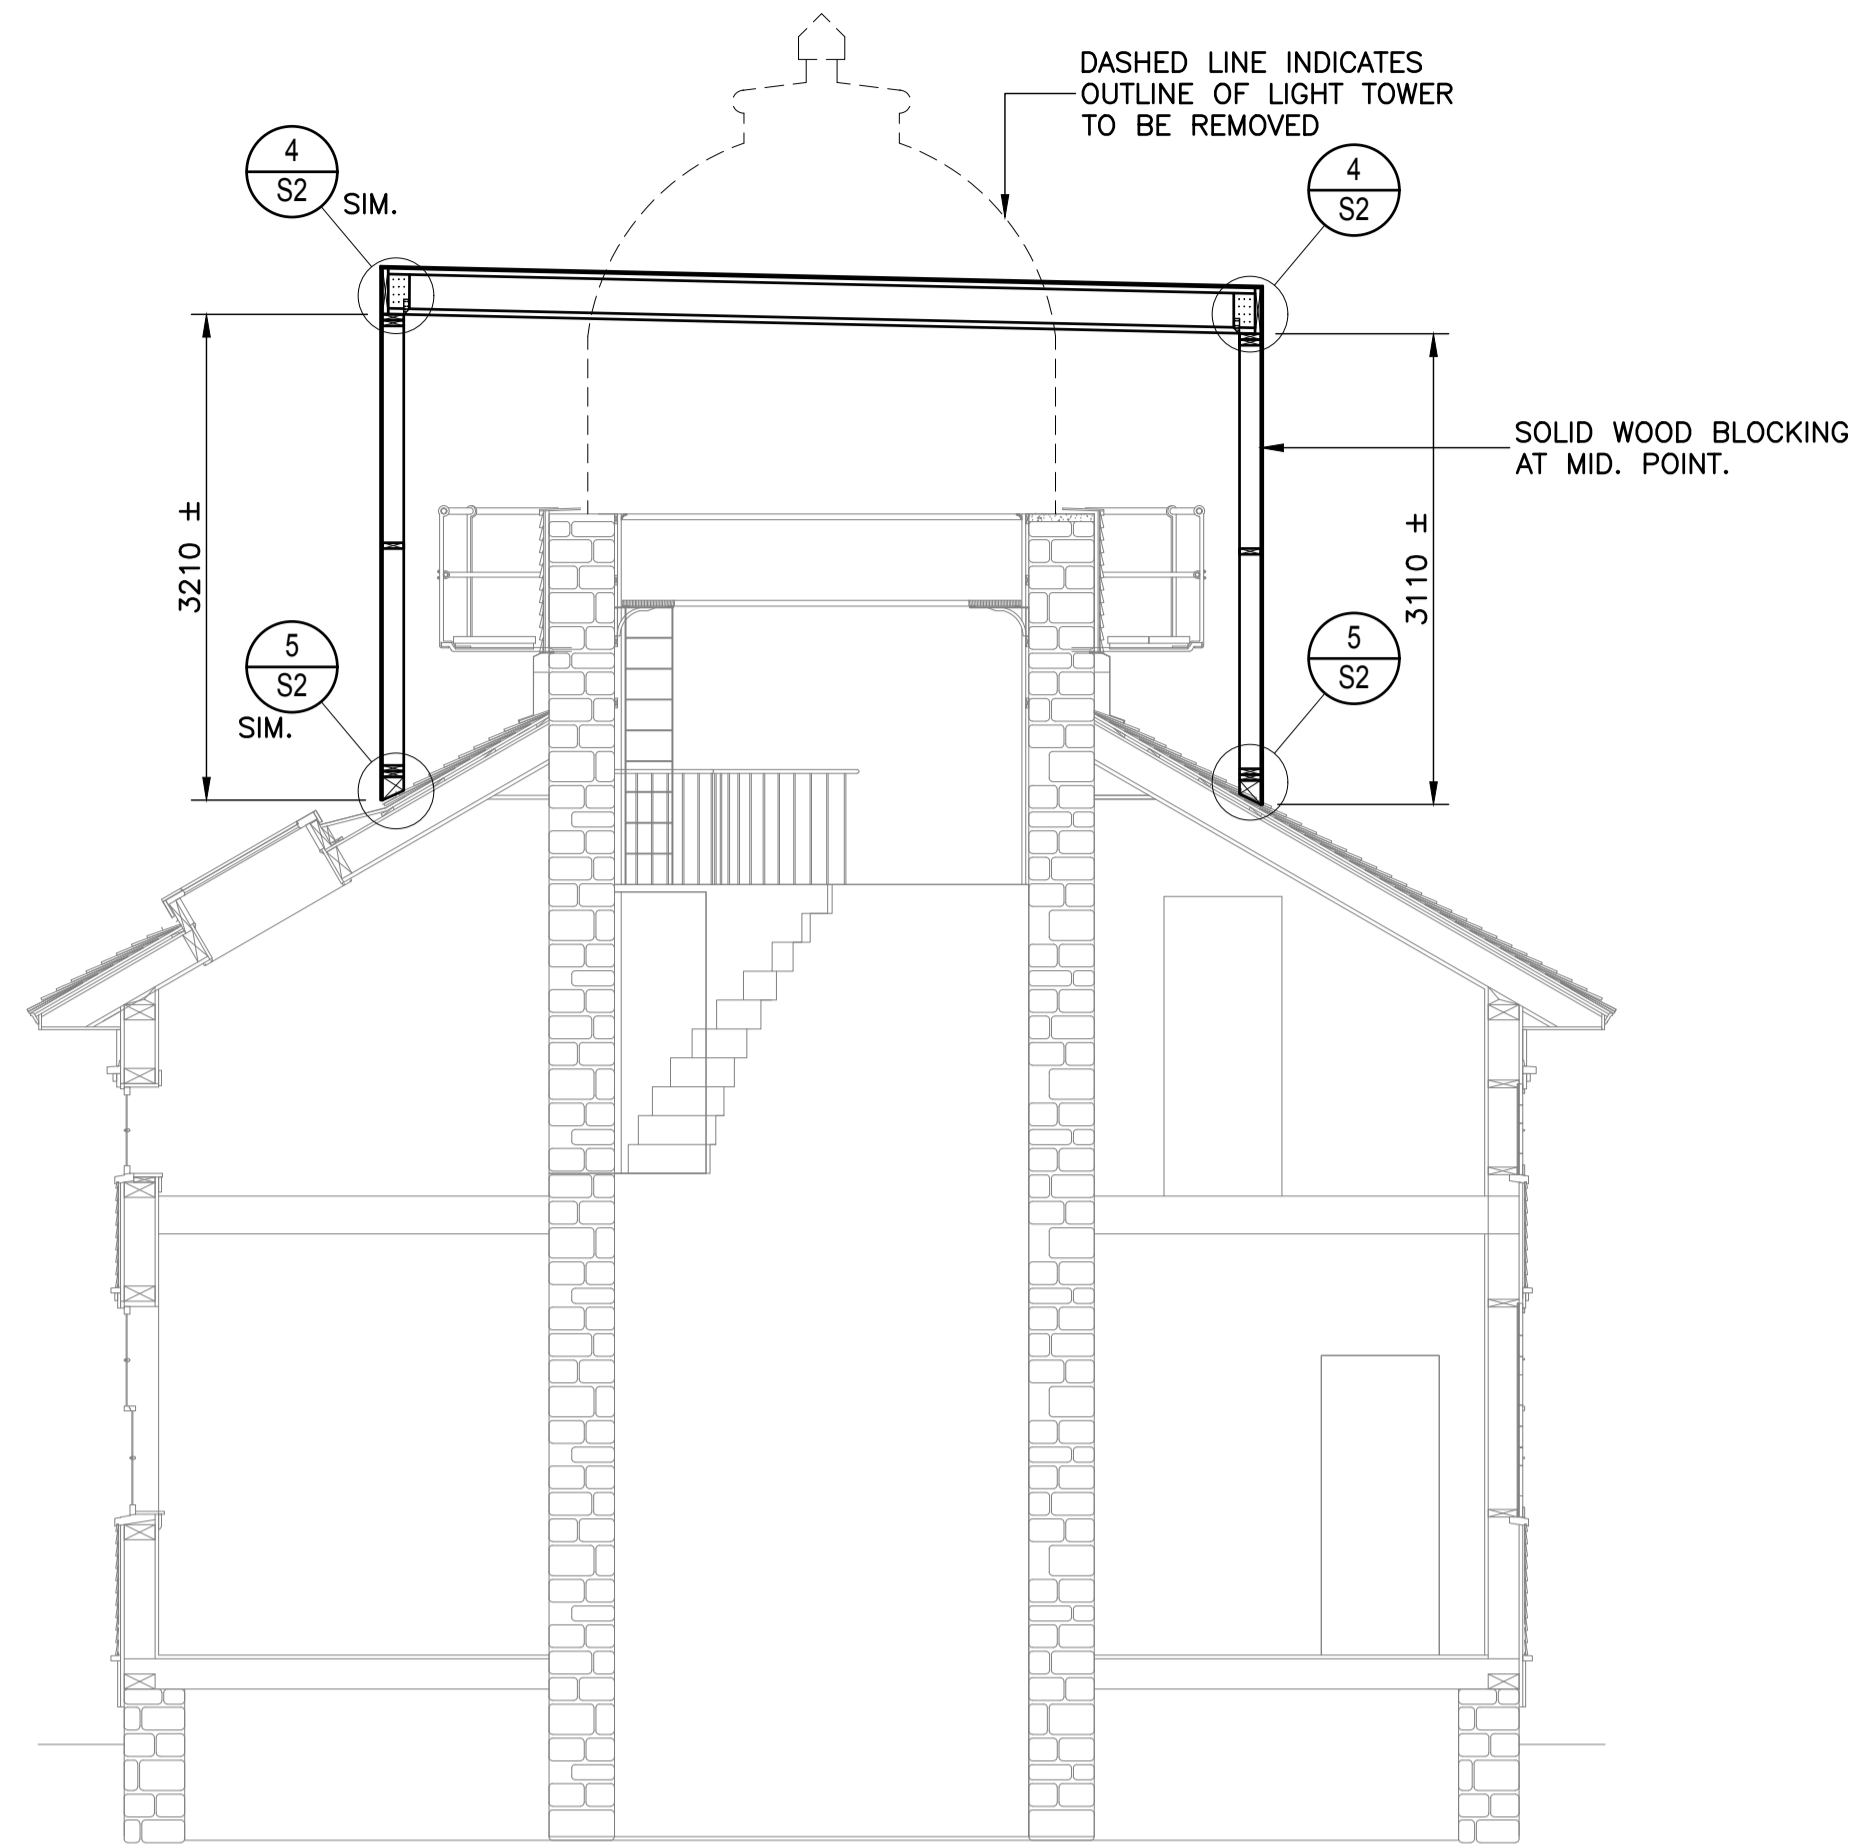 DASHED LINE INDICATES
OUTLINE OF LIGHT TOWER
TO BE REMOVED
4
S2
SIM.
4
S2
SOLID WOOD BLOCKING
AT MID. POINT.
3210 ±
3110 ±
5
S2
SIM.
5
S2